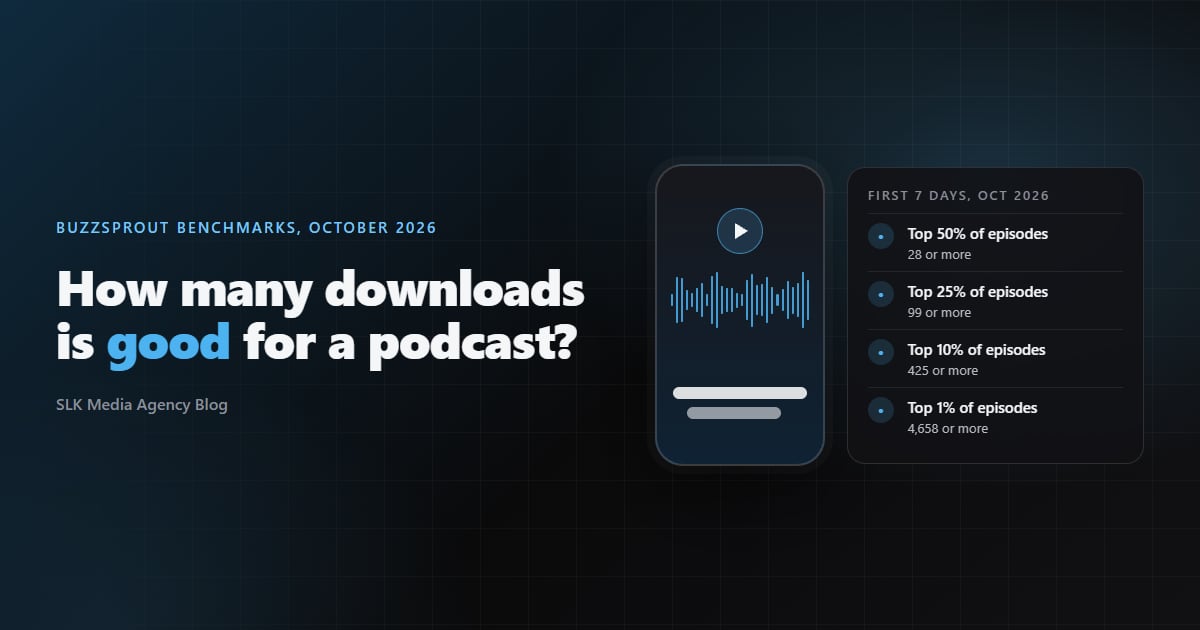 BUZZSPROUT BENCHMARKS, OCTOBER 2026
How many downloads
is good for a podcast?
SLK Media Agency Blog
FIRST 7 DAYS, OCT 2026
Top 50% of episodes
28 or more
Top 25% of episodes
99 or more
Top 10% of episodes
425 or more
Top 1% of episodes
4,658 or more